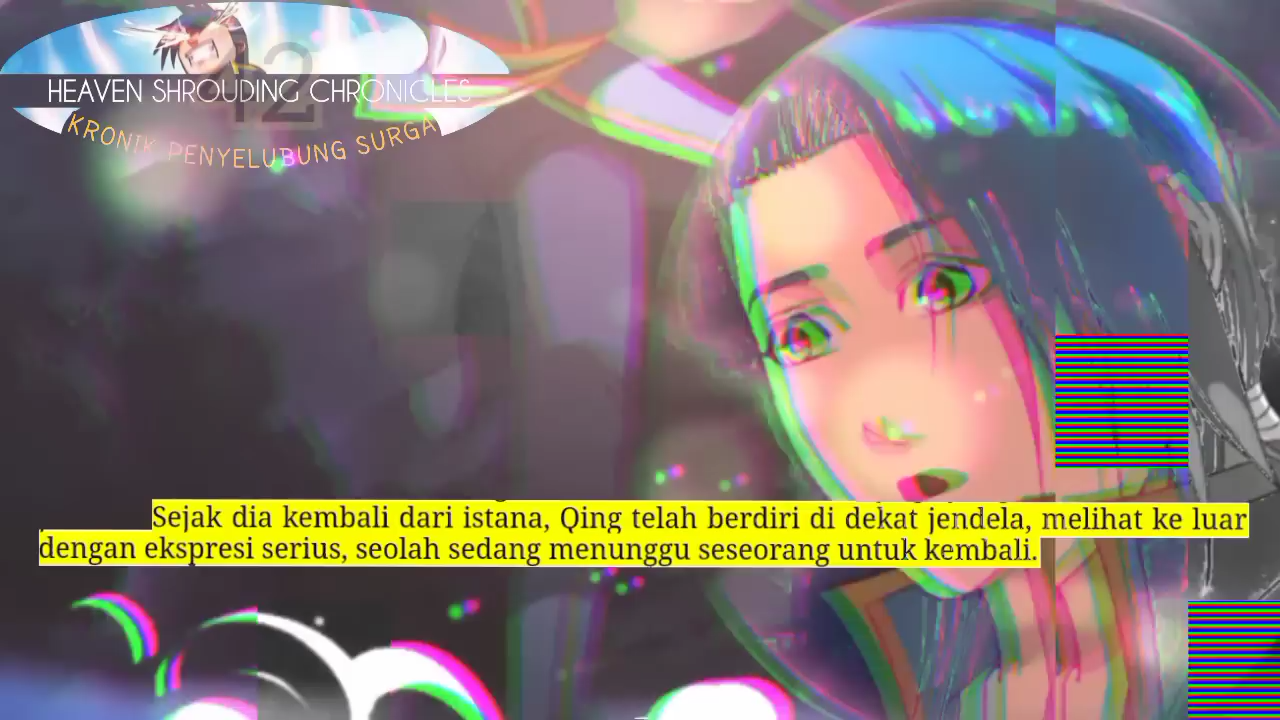 12
HEAVEN SHROUDING CHRONICLES
KRONIK PENYELUBUNG SURGA
Sejak dia kembali dari istana, Qing telah berdiri di dekat jendela, melihat ke luar
dengan ekspresi serius, seolah sedang menunggu seseorang untuk kembali.